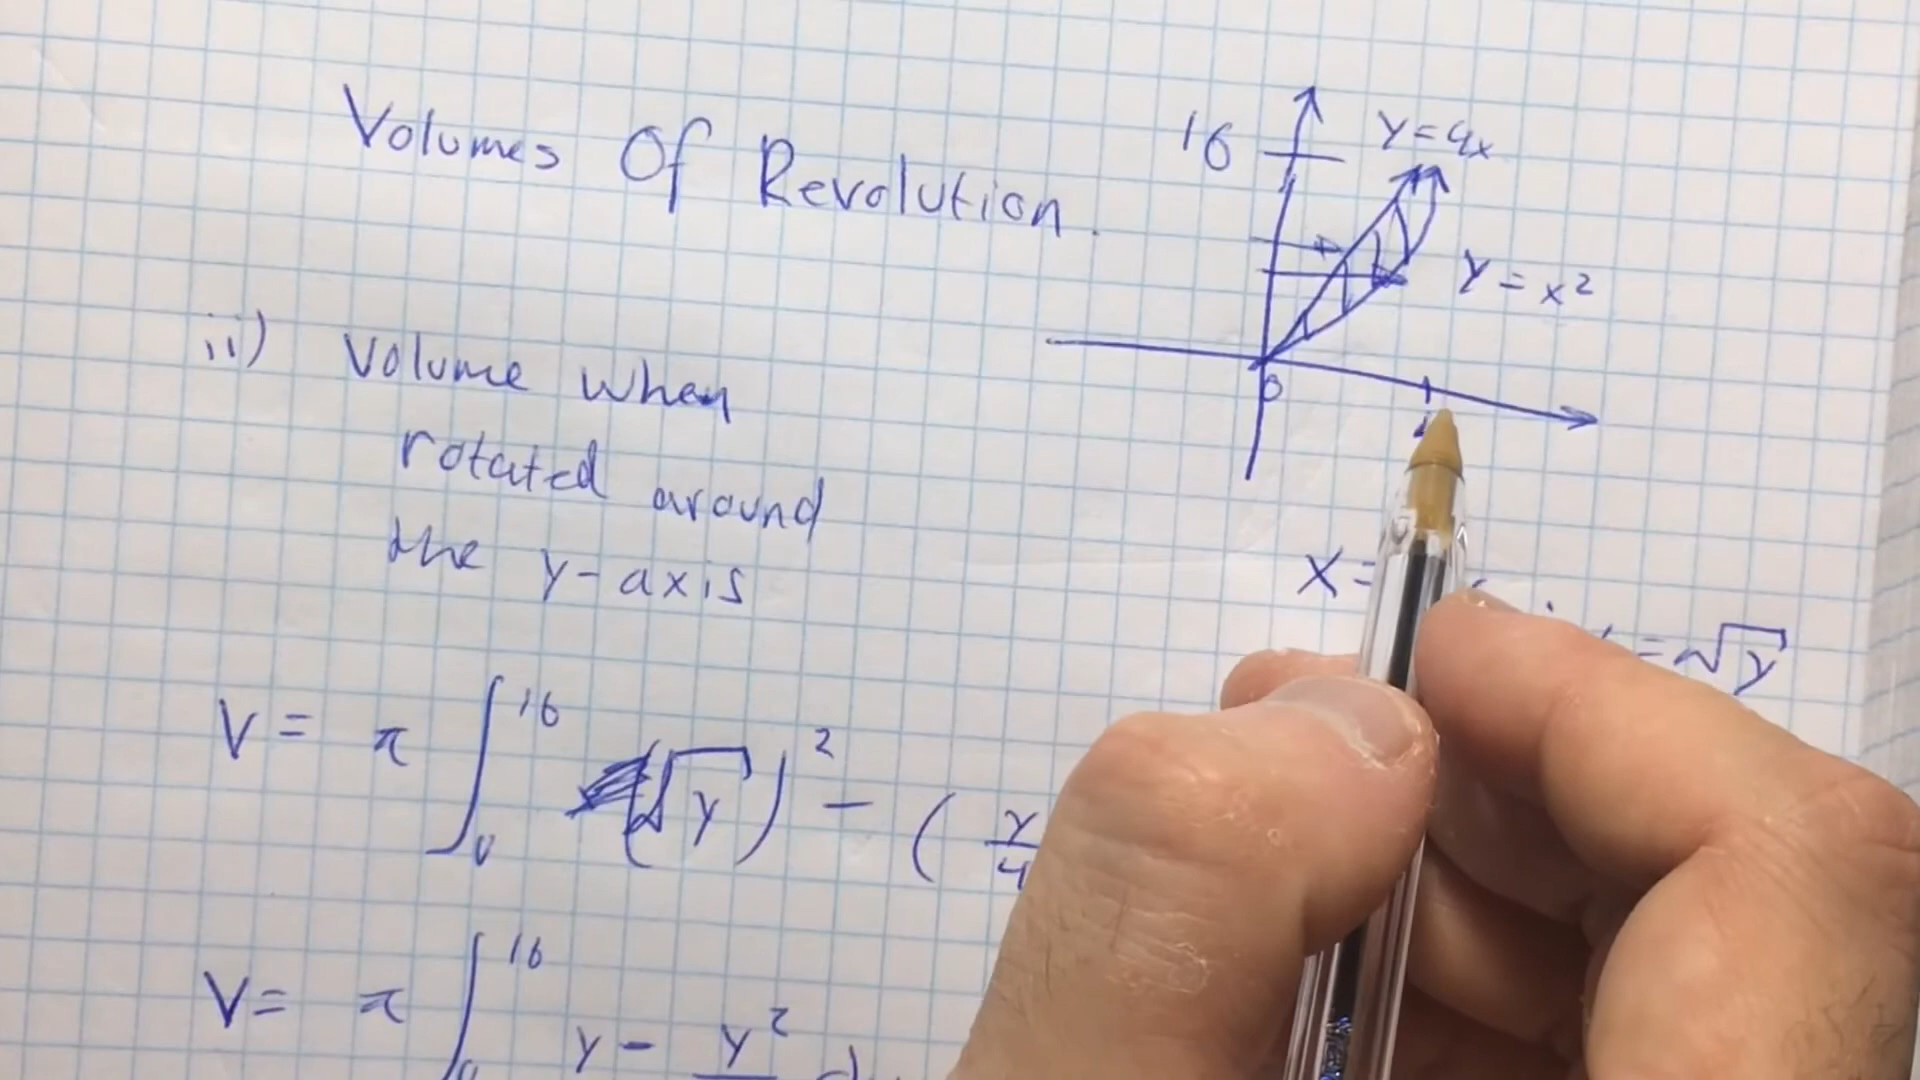 Volumes Of Revolution.
16
y=4x
y = x²
0
ii) Volume when
rotated around
the y-axis
X =
= √y
V = π ∫₀¹⁶ (√y)² - (y/4
V = π ∫₀¹⁶ y - y²